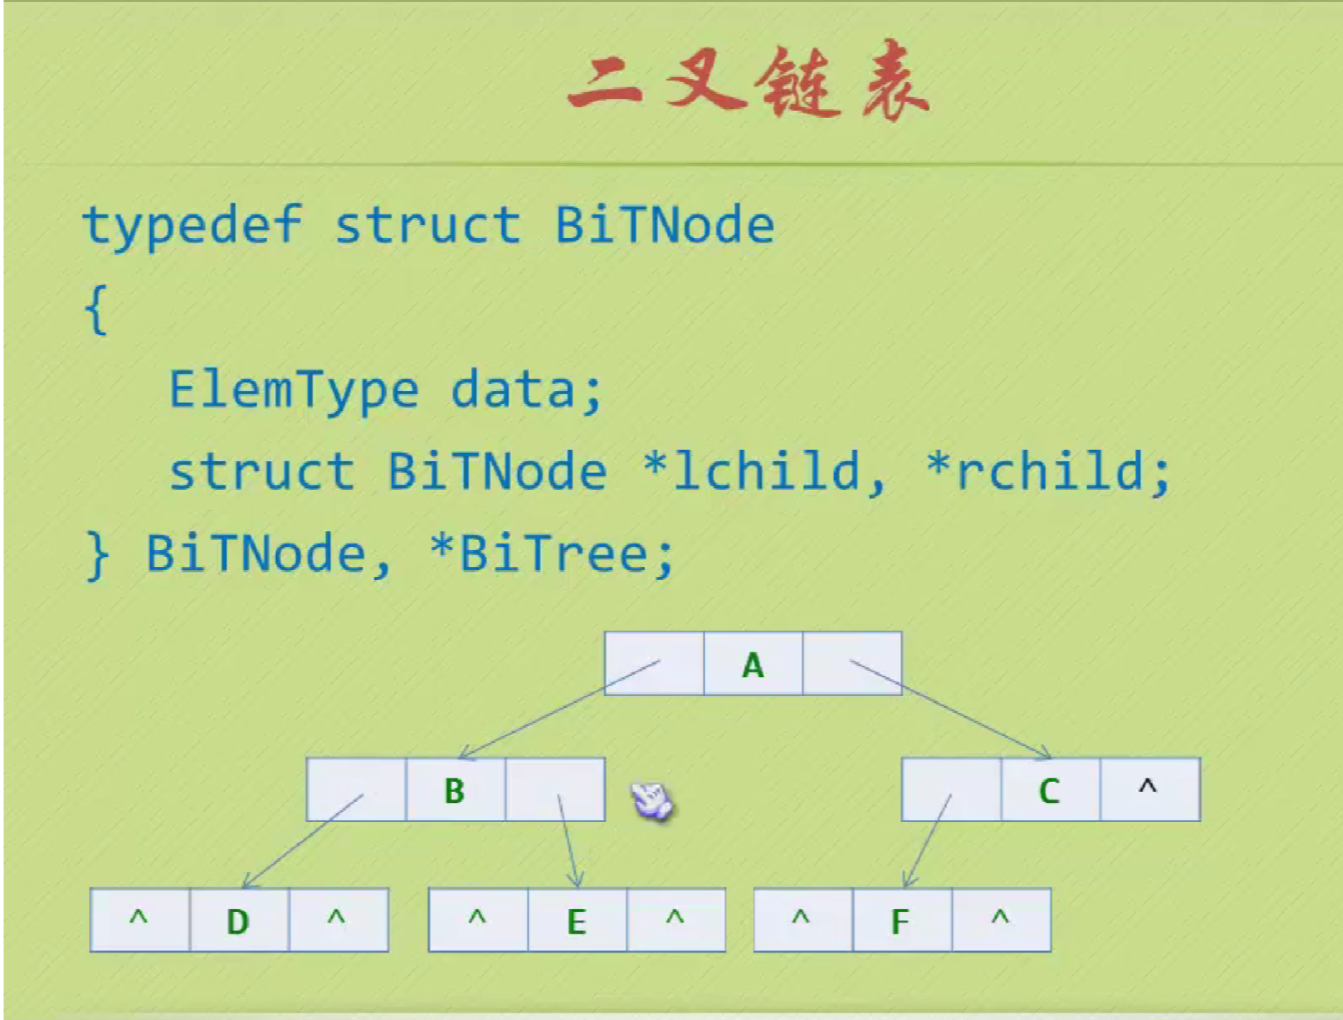 二叉链表
typedef struct BiTNode
{
ElemType data;
struct BiTNode *lchild, *rchild;
} BiTNode, *BiTree;
A
B C ^
^ D ^ ^ E ^ ^ F ^